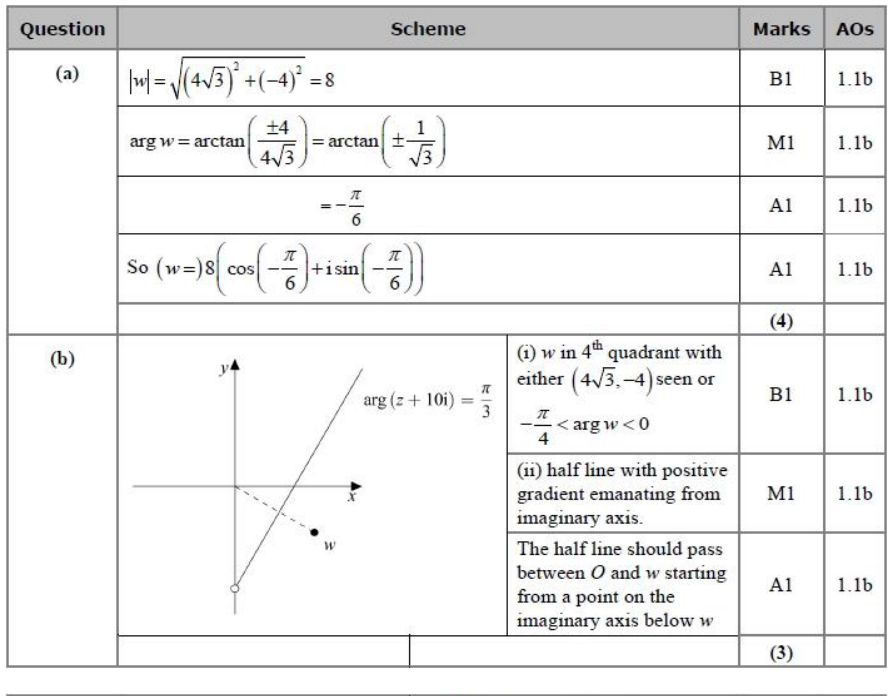 Question Scheme Marks AOs
(a) |w| = √((4√3)² + (−4)²) = 8 B1 1.1b
arg w = arctan(±4/4√3) = arctan(±1/√3) M1 1.1b
= −π/6 A1 1.1b
So (w =)8(cos(−π/6) + i sin(−π/6)) A1 1.1b
(4)
(b)
y
arg (z + 10i) = π/3
x
w
(i) w in 4th quadrant with
either (4√3, −4) seen or
−π/4 < arg w < 0
B1 1.1b
(ii) half line with positive
gradient emanating from
imaginary axis.
M1 1.1b
The half line should pass
between O and w starting
from a point on the
imaginary axis below w
A1 1.1b
(3)